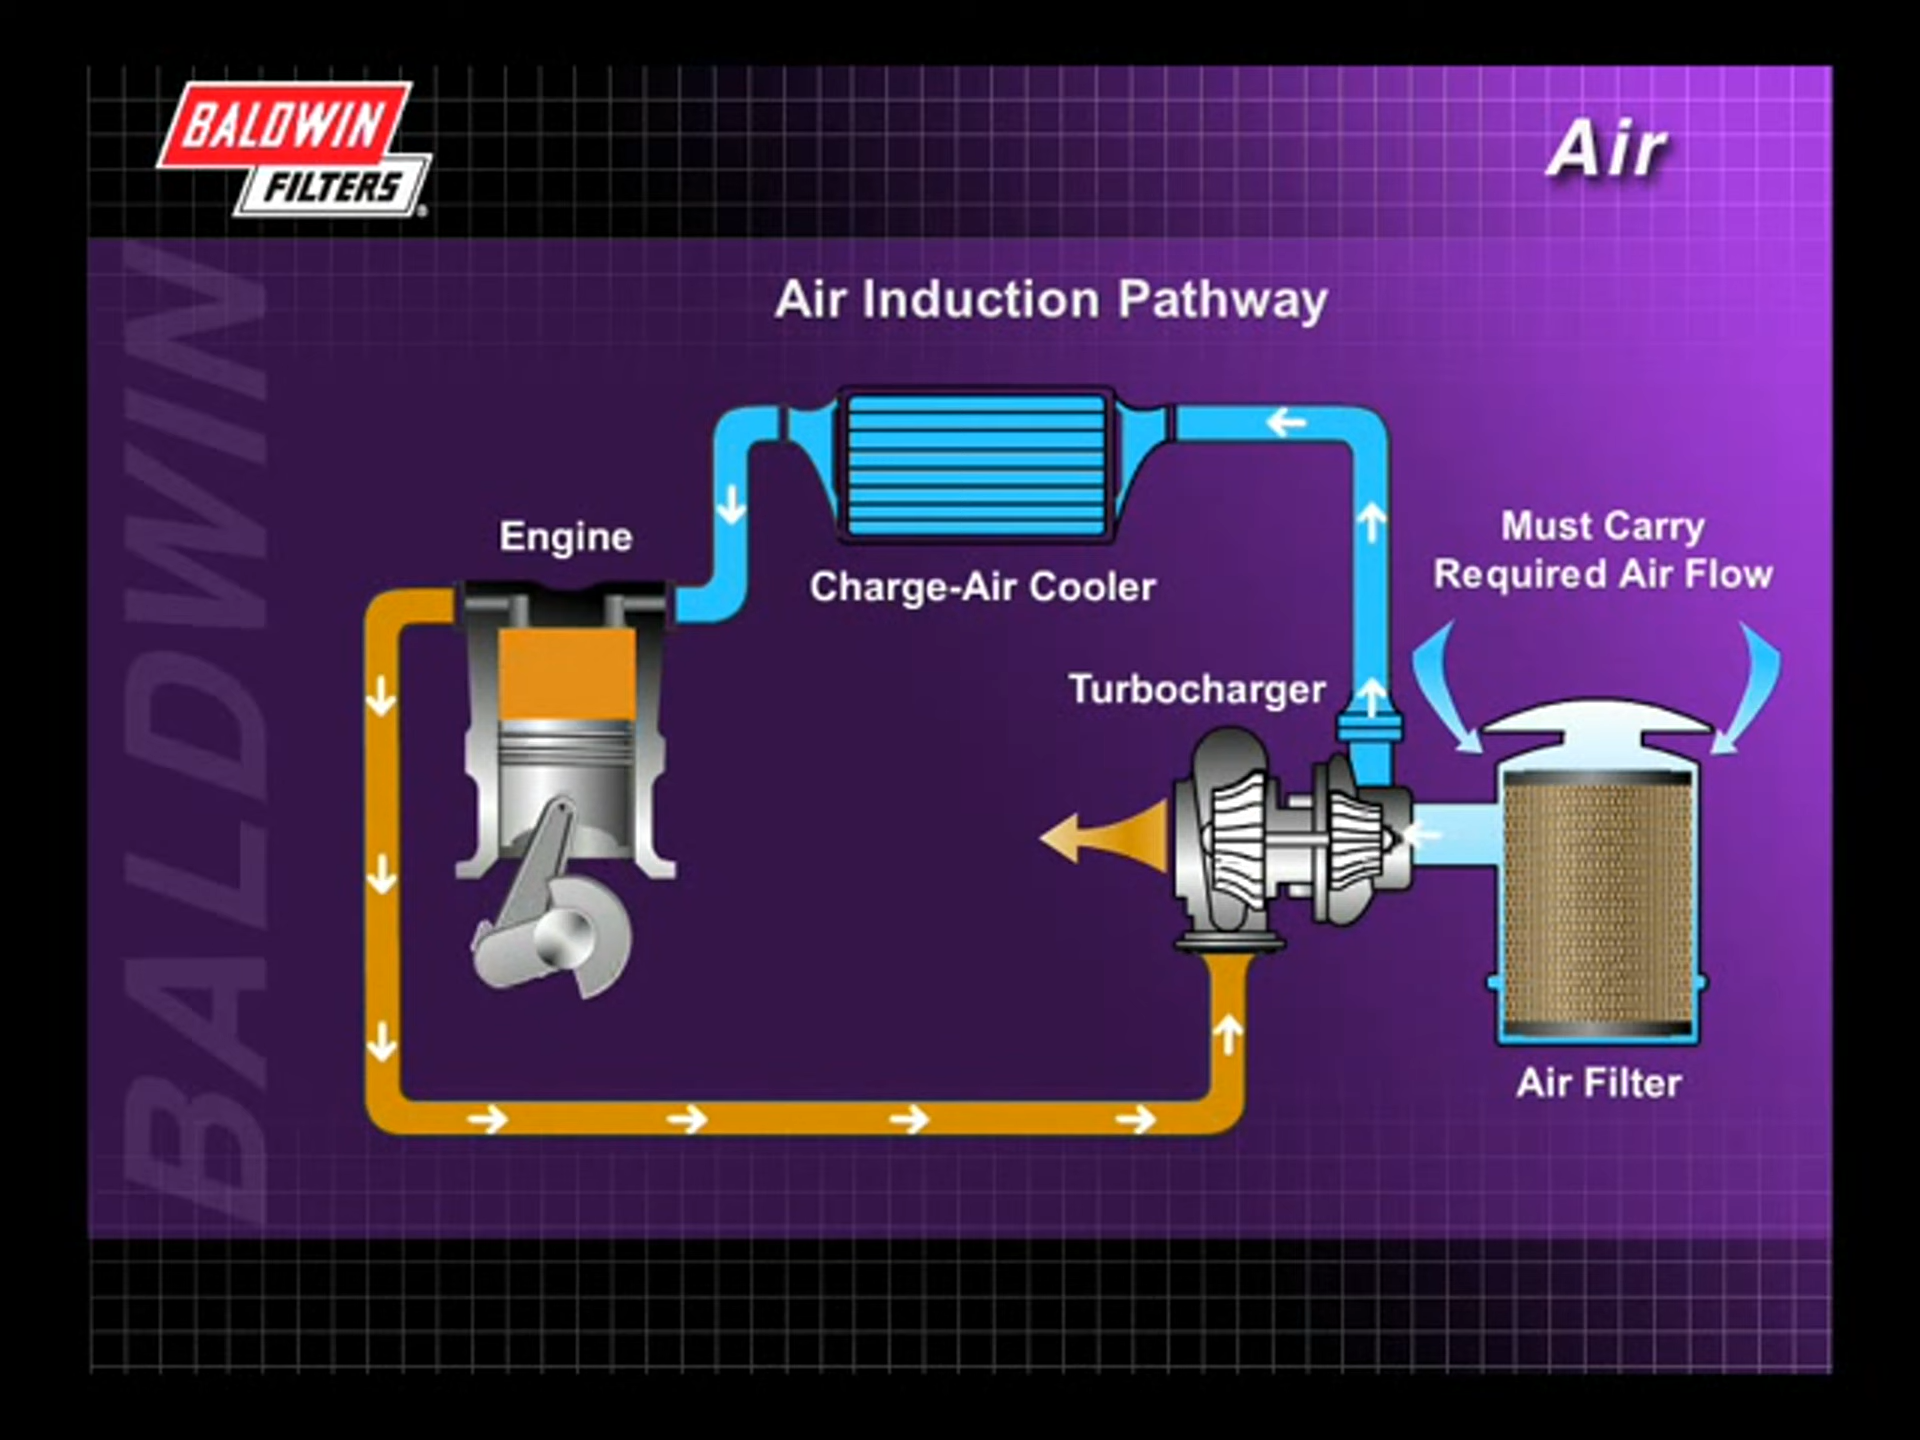 BALDWIN
FILTERS®
Air
BALDWIN
Air Induction Pathway
Engine
Charge-Air Cooler
Must Carry
Required Air Flow
Turbocharger
Air Filter